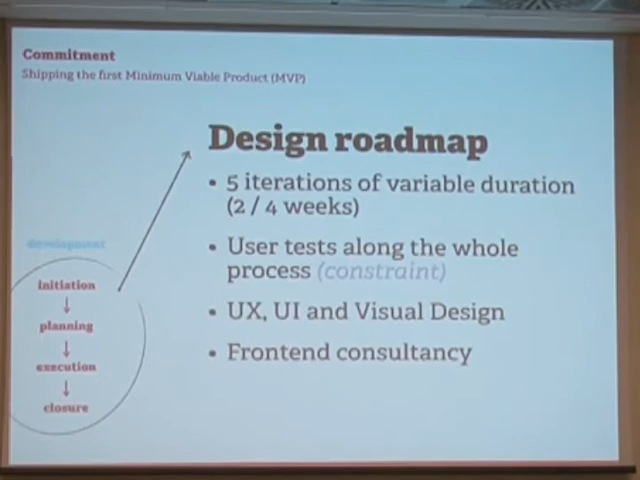 Commitment
Shipping the first Minimum Viable Product (MVP)
Design roadmap
• 5 iterations of variable duration
(2 / 4 weeks)
• User tests along the whole
process (constraint)
• UX, UI and Visual Design
• Frontend consultancy
development
initiation
↓
planning
↓
execution
↓
closure